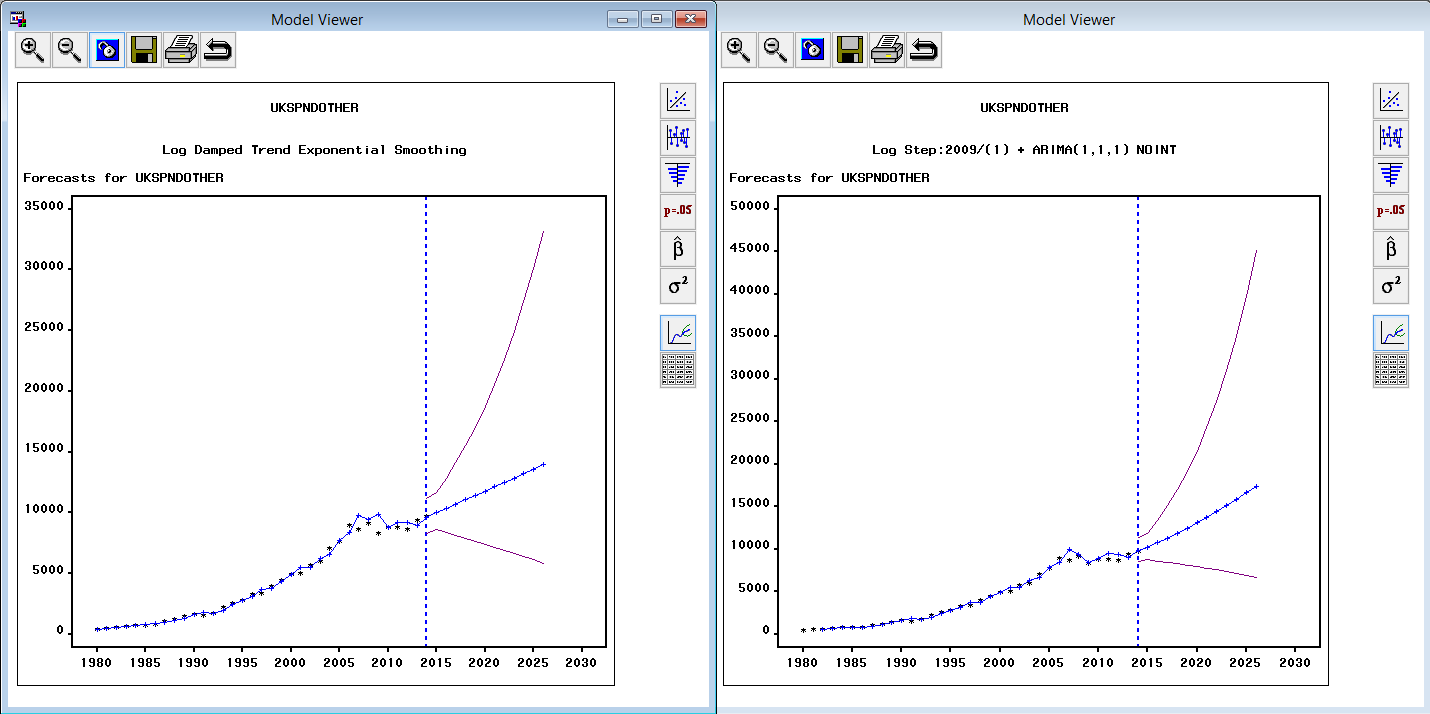 Model Viewer
UKSPNDOTHER
Log Damped Trend Exponential Smoothing
Forecasts for UKSPNDOTHER
35000
30000
25000
20000
15000
10000
5000
0
1980 1985 1990 1995 2000 2005 2010 2015 2020 2025 2030
p=.05
β̂
σ²
Model Viewer
UKSPNDOTHER
Log Step:2009/(1) + ARIMA(1,1,1) NOINT
Forecasts for UKSPNDOTHER
50000
45000
40000
35000
30000
25000
20000
15000
10000
5000
0
1980 1985 1990 1995 2000 2005 2010 2015 2020 2025 2030
p=.05
β̂
σ²